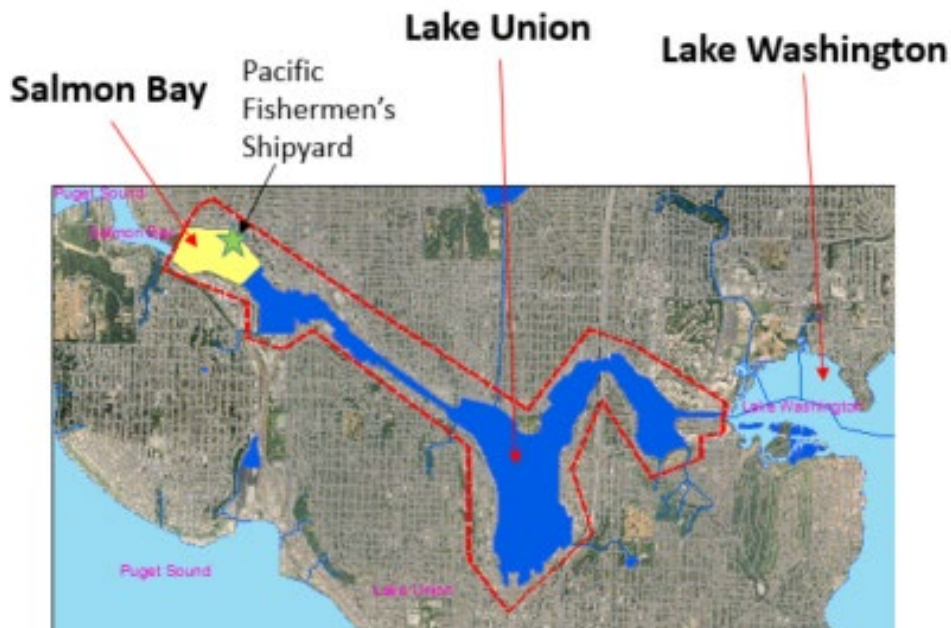 Lake Union
Lake Washington
Salmon Bay
Pacific
Fishermen's
Shipyard
Puget Sound
Salmon Bay
Lake Washington
Puget Sound
Lake Union